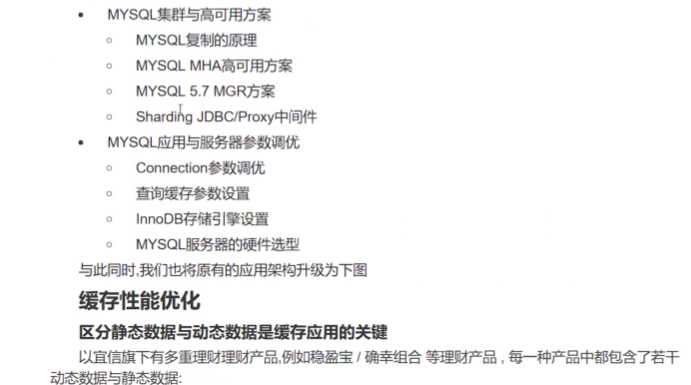 MYSQL集群与高可用方案
MYSQL复制的原理
MYSQL MHA高可用方案
MYSQL 5.7 MGR方案
Sharding JDBC/Proxy中间件
MYSQL应用与服务器参数调优
Connection参数调优
查询缓存参数设置
InnoDB存储引擎设置
MYSQL服务器的硬件选型
与此同时,我们也将原有的应用架构升级为下图
缓存性能优化
区分静态数据与动态数据是缓存应用的关键
以宜信旗下有多重理财理财产品,例如稳盈宝 / 确幸组合 等理财产品 , 每一种产品中都包含了若干
动态数据与静态数据: